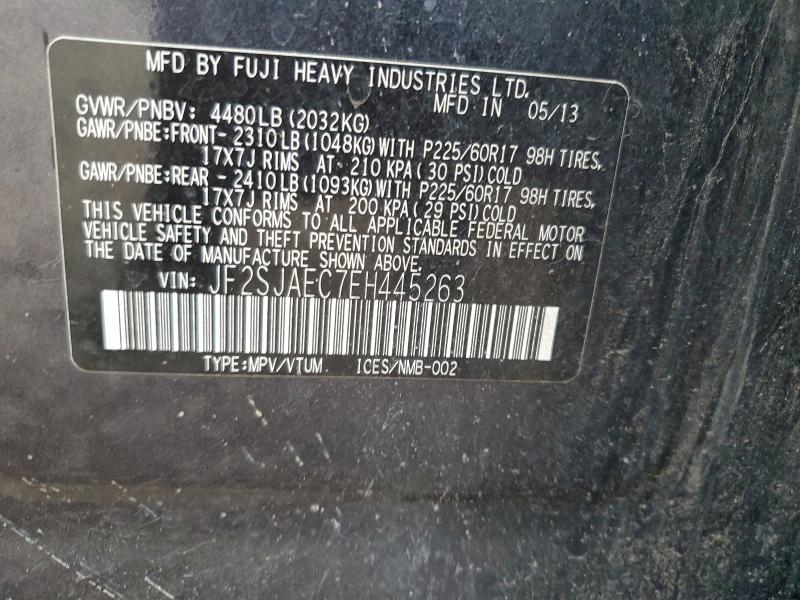 MFD BY FUJI HEAVY INDUSTRIES LTD.
MFD IN 05/13
GVWR/PNBV: 4480LB (2032KG)
GAWR/PNBE:FRONT- 2310LB (1048KG) WITH P225/60R17 98H TIRES,
17X7J RIMS AT 210 KPA (30 PSI) COLD
GAWR/PNBE:REAR - 2410LB (1093KG) WITH P225/60R17 98H TIRES,
17X7J RIMS AT 200 KPA (29 PSI) COLD
THIS VEHICLE CONFORMS TO ALL APPLICABLE FEDERAL MOTOR
VEHICLE SAFETY AND THEFT PREVENTION STANDARDS IN EFFECT ON
THE DATE OF MANUFACTURE SHOWN ABOVE.
VIN: JF2SJAEC7EH445263
TYPE:MPV/VTUM ICES/NMB-002